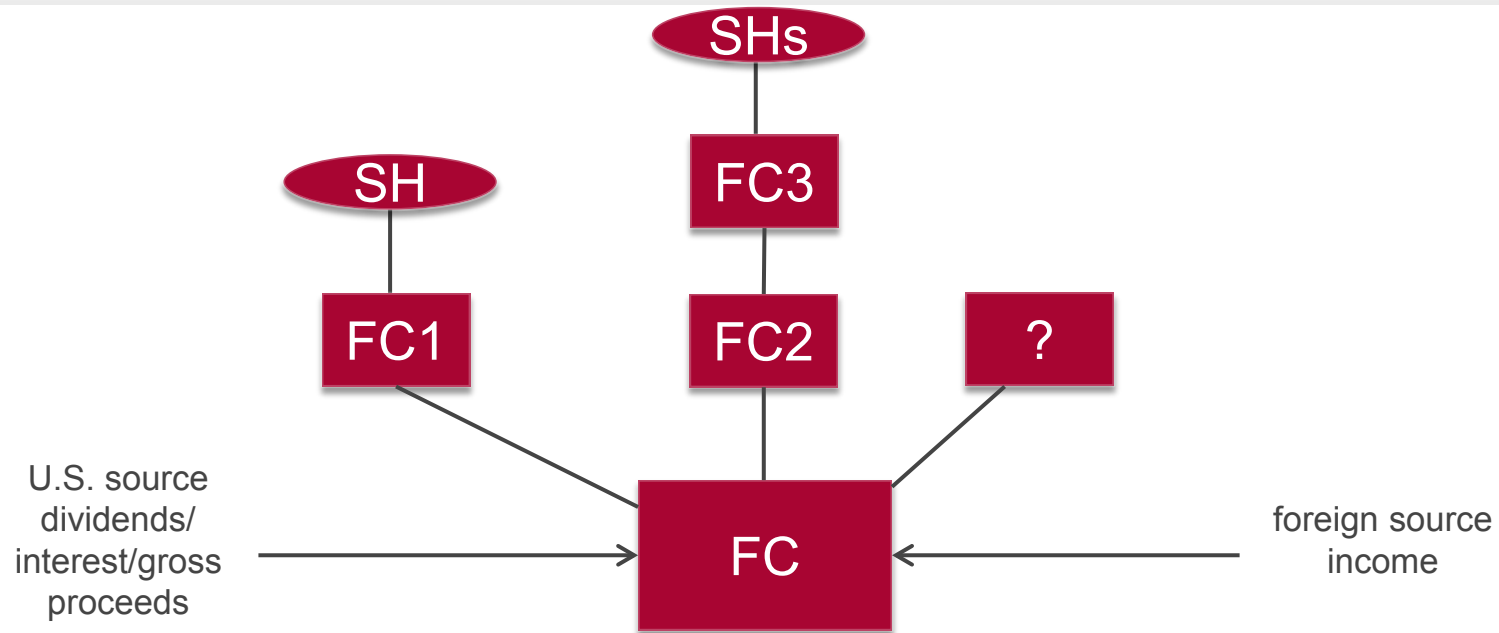 SHs
FC3
SH
FC1
FC2
?
U.S. source
dividends/
interest/gross
proceeds
FC
foreign source
income